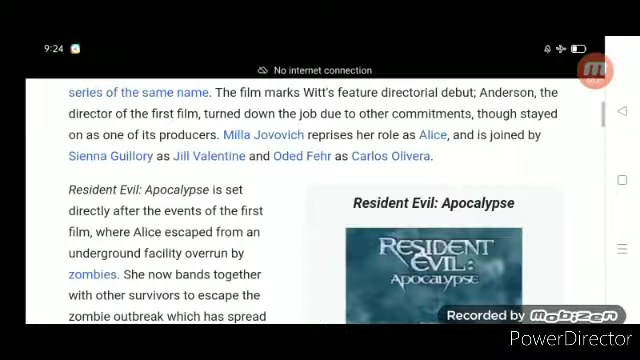 9:24
No internet connection
series of the same name. The film marks Witt's feature directorial debut; Anderson, the
director of the first film, turned down the job due to other commitments, though stayed
on as one of its producers. Milla Jovovich reprises her role as Alice, and is joined by
Sienna Guillory as Jill Valentine and Oded Fehr as Carlos Olivera.
Resident Evil: Apocalypse is set
directly after the events of the first
film, where Alice escaped from an
underground facility overrun by
zombies. She now bands together
with other survivors to escape the
zombie outbreak which has spread
Resident Evil: Apocalypse
RESIDENT
EVIL:
APOCALYPSE
Recorded by mobizen
PowerDirector